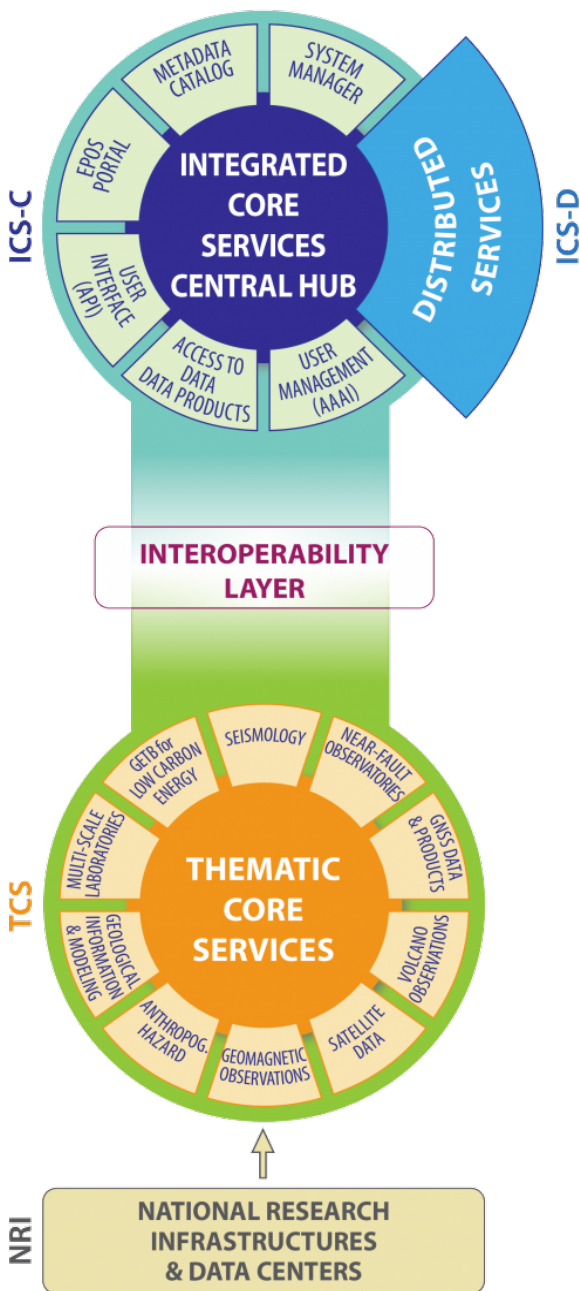 METADATA
CATALOG
SYSTEM
MANAGER
EPOS
PORTAL
INTEGRATED
CORE
SERVICES
CENTRAL HUB
DISTRIBUTED
SERVICES
ICS-C
ICS-D
USER
INTERFACE
(API)
ACCESS TO
DATA
DATA PRODUCTS
USER
MANAGEMENT
(AAAI)
INTEROPERABILITY
LAYER
SEISMOLOGY
GETB for
LOW CARBON
ENERGY
NEAR-FAULT
OBSERVATORIES
MULTI-SCALE
LABORATORIES
GNSS DATA
& PRODUCTS
THEMATIC
CORE
SERVICES
TCS
GEOLOGICAL
INFORMATION
& MODELING
VOLCANO
OBSERVATIONS
ANTHROPOG.
HAZARD
GEOMAGNETIC
OBSERVATIONS
SATELLITE
DATA
NRI
NATIONAL RESEARCH
INFRASTRUCTURES
& DATA CENTERS